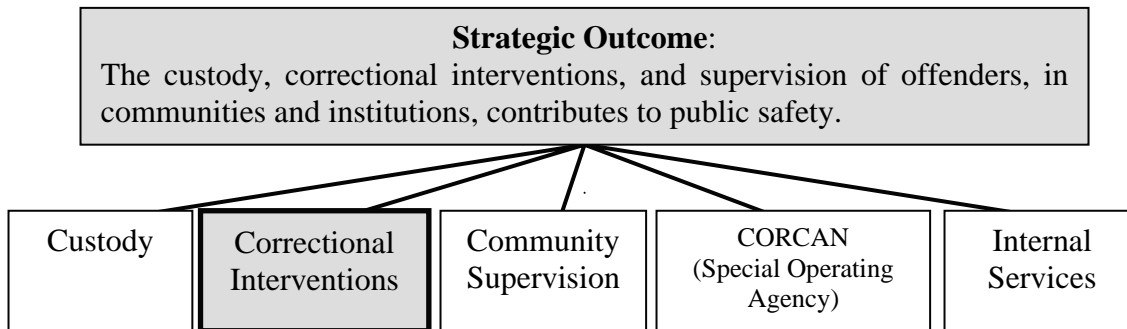 Strategic Outcome:
The custody, correctional interventions, and supervision of offenders, in
communities and institutions, contributes to public safety.
Custody
Correctional
Interventions
Community
Supervision
CORCAN
(Special Operating
Agency)
Internal
Services